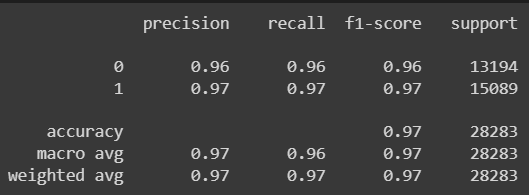 precision recall f1-score support
0 0.96 0.96 0.96 13194
1 0.97 0.97 0.97 15089
accuracy 0.97 28283
macro avg 0.97 0.96 0.97 28283
weighted avg 0.97 0.97 0.97 28283